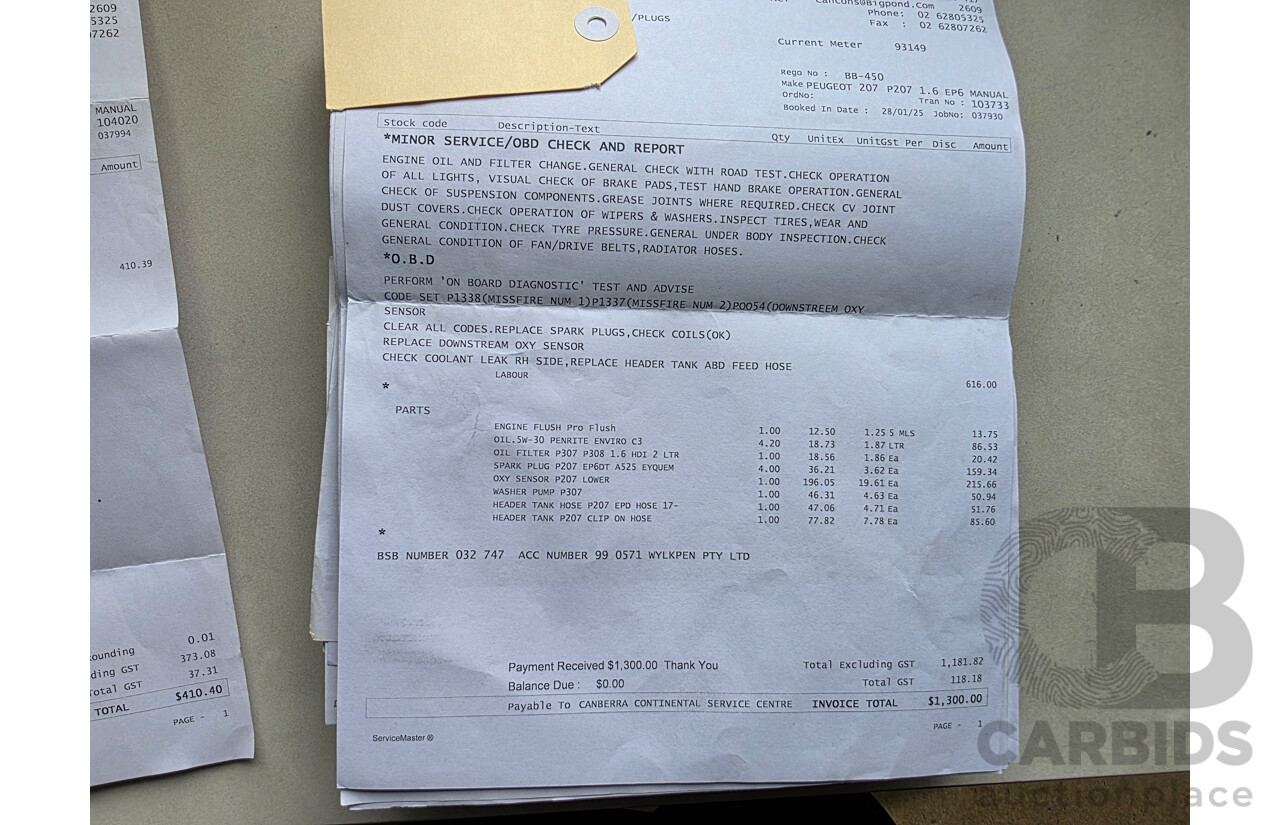 2609
5325
07262
MANUAL
104020
037994
Amount
410.39
0.01
373.08
ding GST 37.31
otal GST
TOTAL $410.40
PAGE - 1
/PLUGS
CanCons@Bigpond.Com 2609
Phone: 02 62805325
Fax : 02 62807262
Current Meter 93149
Rego No : BB-450
Make PEUGEOT 207 P207 1.6 EP6 MANUAL
OrdNo: Tran No : 103733
Booked In Date : 28/01/25 JobNo: 037930
Stock code Description-Text Qty UnitEx UnitGst Per Disc Amount
*MINOR SERVICE/OBD CHECK AND REPORT
ENGINE OIL AND FILTER CHANGE.GENERAL CHECK WITH ROAD TEST.CHECK OPERATION
OF ALL LIGHTS, VISUAL CHECK OF BRAKE PADS,TEST HAND BRAKE OPERATION.GENERAL
CHECK OF SUSPENSION COMPONENTS.GREASE JOINTS WHERE REQUIRED.CHECK CV JOINT
DUST COVERS.CHECK OPERATION OF WIPERS & WASHERS.INSPECT TIRES,WEAR AND
GENERAL CONDITION.CHECK TYRE PRESSURE.GENERAL UNDER BODY INSPECTION.CHECK
GENERAL CONDITION OF FAN/DRIVE BELTS,RADIATOR HOSES.
*O.B.D
PERFORM 'ON BOARD DIAGNOSTIC' TEST AND ADVISE
CODE SET P1338(MISSFIRE NUM 1)P1337(MISSFIRE NUM 2)POO54(DOWNSTREEM OXY
SENSOR
CLEAR ALL CODES.REPLACE SPARK PLUGS,CHECK COILS(OK)
REPLACE DOWNSTREAM OXY SENSOR
CHECK COOLANT LEAK RH SIDE,REPLACE HEADER TANK ABD FEED HOSE
LABOUR 616.00
*
PARTS
ENGINE FLUSH Pro Flush 1.00 12.50 1.25 5 MLS 13.75
OIL.5W-30 PENRITE ENVIRO C3 4.20 18.73 1.87 LTR 86.53
OIL FILTER P307 P308 1.6 HDI 2 LTR 1.00 18.56 1.86 Ea 20.42
SPARK PLUG P207 EP6DT A525 EYQUEM 4.00 36.21 3.62 Ea 159.34
OXY SENSOR P207 LOWER 1.00 196.05 19.61 Ea 215.66
WASHER PUMP P307 1.00 46.31 4.63 Ea 50.94
HEADER TANK HOSE P207 EPD HOSE 17- 1.00 47.06 4.71 Ea 51.76
HEADER TANK P207 CLIP ON HOSE 1.00 77.82 7.78 Ea 85.60
*
BSB NUMBER 032 747 ACC NUMBER 99 0571 WYLKPEN PTY LTD
Payment Received $1,300.00 Thank You Total Excluding GST 1,181.82
Balance Due : $0.00 Total GST 118.18
Payable To CANBERRA CONTINENTAL SERVICE CENTRE INVOICE TOTAL $1,300.00
ServiceMaster ® PAGE - 1
CARBIDS
auctionplace